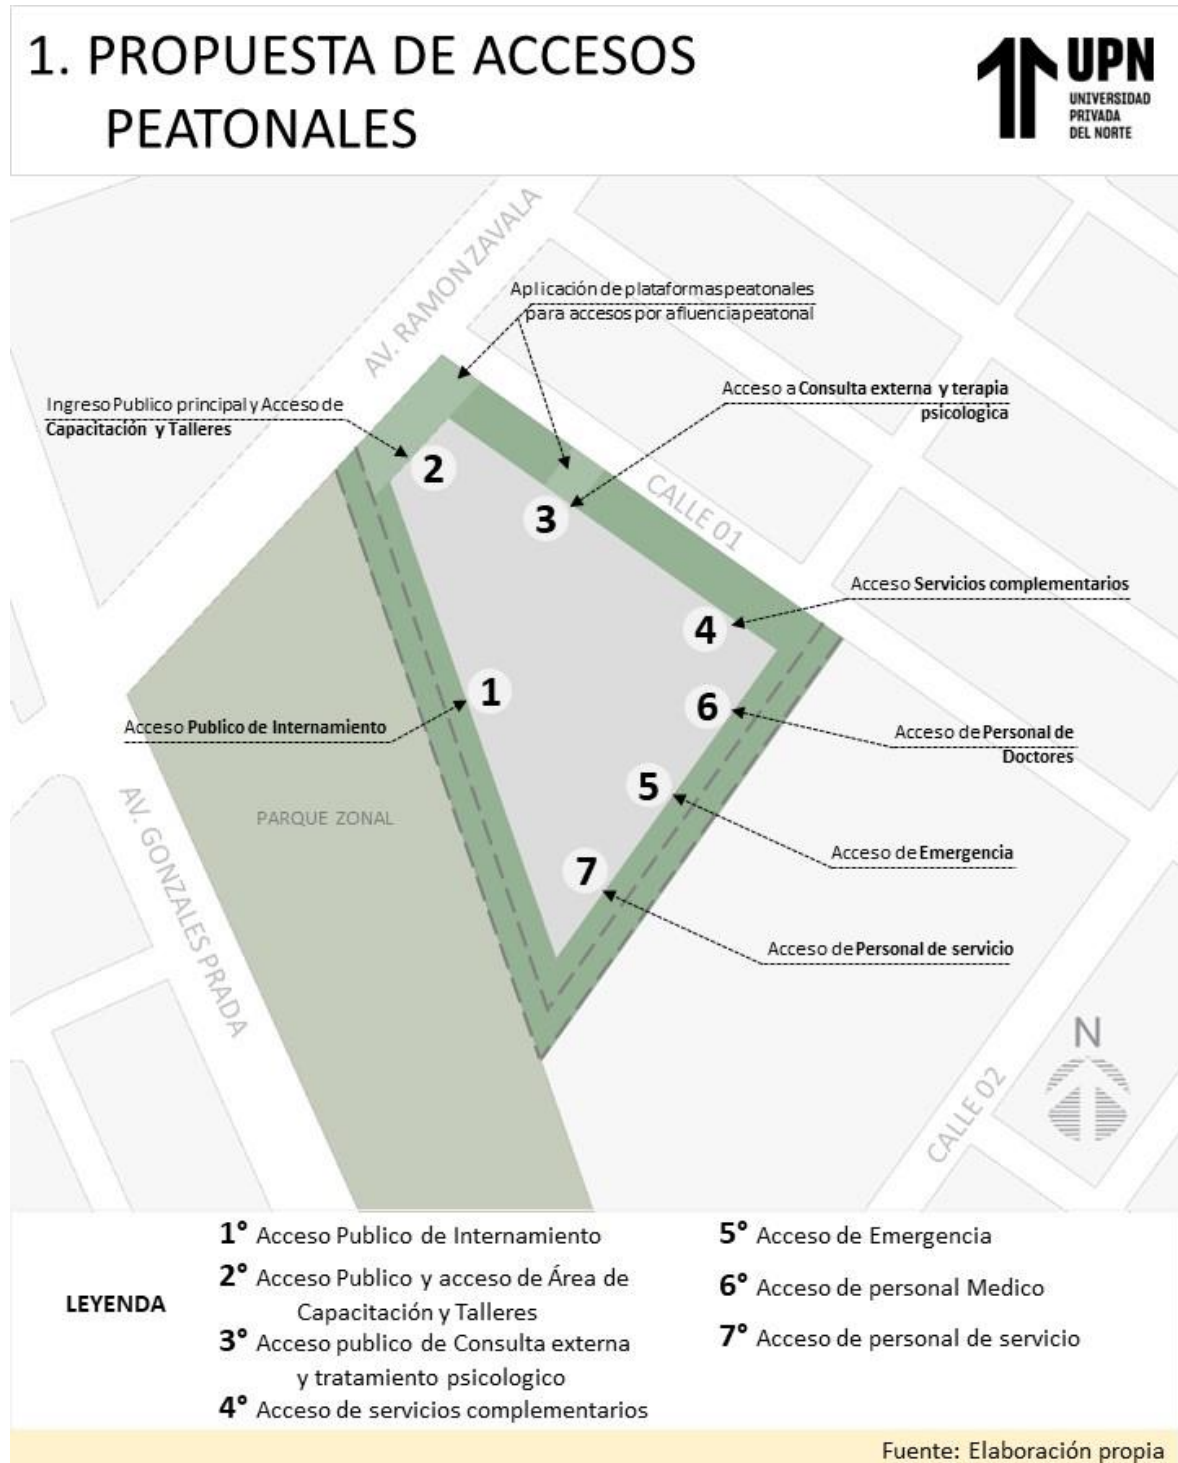 1. PROPUESTA DE ACCESOS
PEATONALES
UPN
UNIVERSIDAD
PRIVADA
DEL NORTE
AV. RAMON ZAVALA
Aplicación de plataformas peatonales
para accesos por afluencia peatonal
Ingreso Publico principal y Acceso de
Capacitación y Talleres
Acceso a Consulta externa y terapia
psicologica
2
3
CALLE 01
Acceso Servicios complementarios
4
1
6
Acceso Publico de Internamiento
Acceso de Personal de
Doctores
5
PARQUE ZONAL
AV. GONZALES PRADA
Acceso de Emergencia
7
Acceso de Personal de servicio
N
CALLE 02
LEYENDA
1° Acceso Publico de Internamiento
2° Acceso Publico y acceso de Área de
Capacitación y Talleres
3° Acceso publico de Consulta externa
y tratamiento psicologico
4° Acceso de servicios complementarios
5° Acceso de Emergencia
6° Acceso de personal Medico
7° Acceso de personal de servicio
Fuente: Elaboración propia